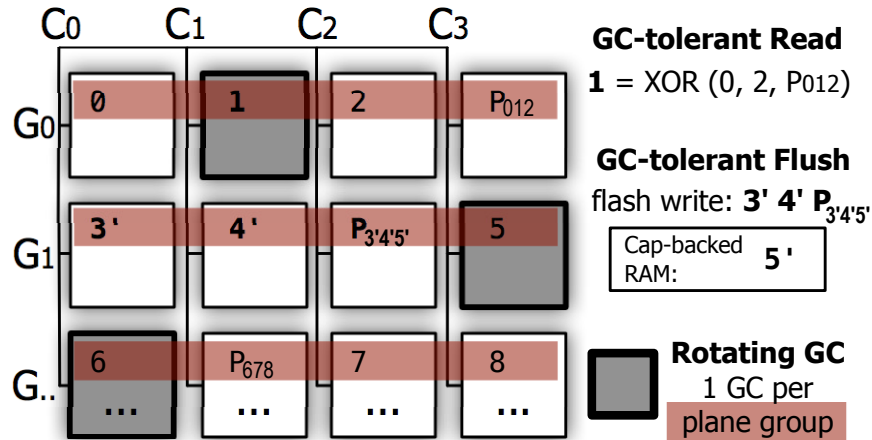 C0 C1 C2 C3
G0 0 1 2 P012
G1 3' 4' P3'4'5' 5
G.. 6 P678 7 8
... ... ... ...
GC-tolerant Read
1 = XOR (0, 2, P012)
GC-tolerant Flush
flash write: 3' 4' P3'4'5'
Cap-backed
RAM: 5'
Rotating GC
1 GC per
plane group